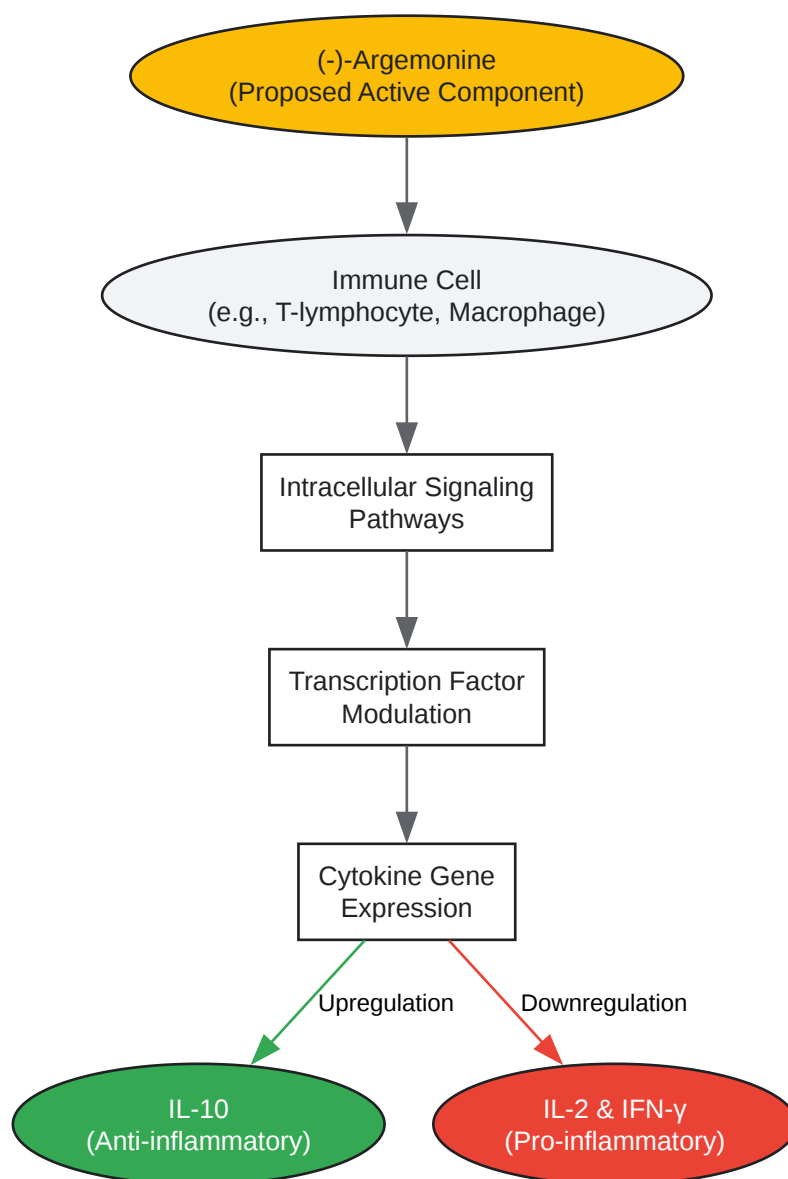 (-)-Argemonine
(Proposed Active Component)
Immune Cell
(e.g., T-lymphocyte, Macrophage)
Intracellular Signaling
Pathways
Transcription Factor
Modulation
Cytokine Gene
Expression
Upregulation
Downregulation
IL-10
(Anti-inflammatory)
IL-2 & IFN-γ
(Pro-inflammatory)